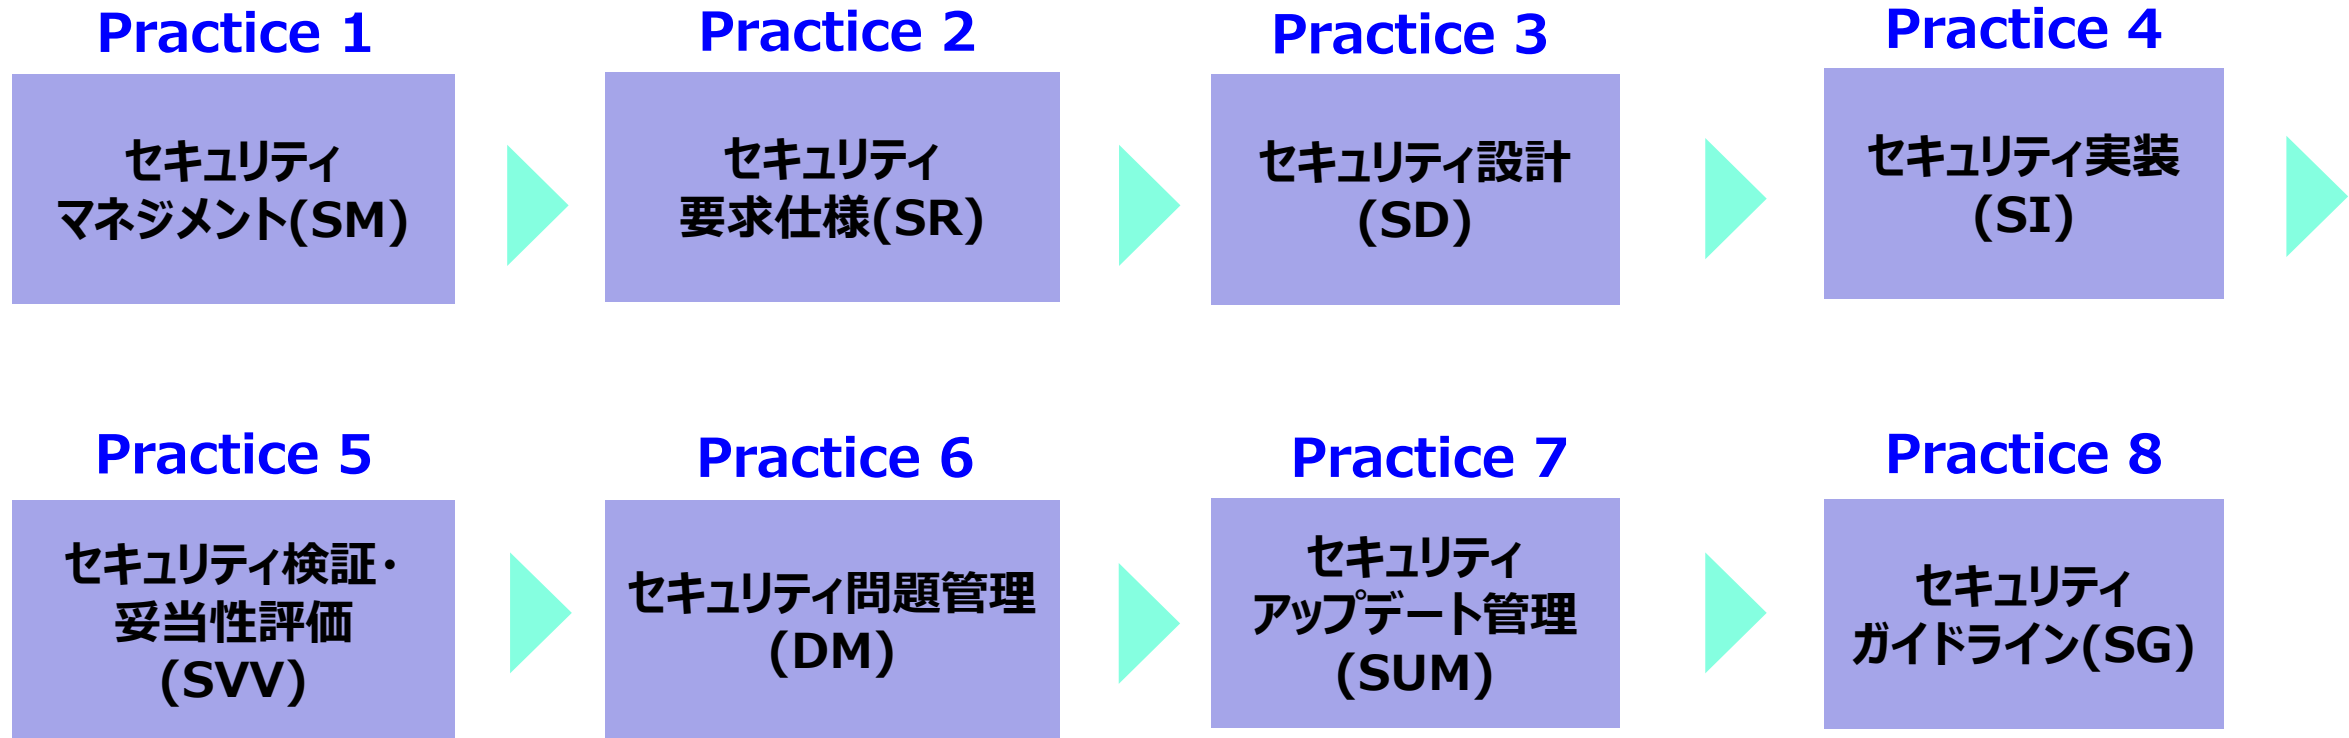 Practice 1
セキュリティ
マネジメント(SM)
Practice 2
セキュリティ
要求仕様(SR)
Practice 3
セキュリティ設計
(SD)
Practice 4
セキュリティ実装
(SI)
Practice 5
セキュリティ検証・
妥当性評価
(SVV)
Practice 6
セキュリティ問題管理
(DM)
Practice 7
セキュリティ
アップデート管理
(SUM)
Practice 8
セキュリティ
ガイドライン(SG)